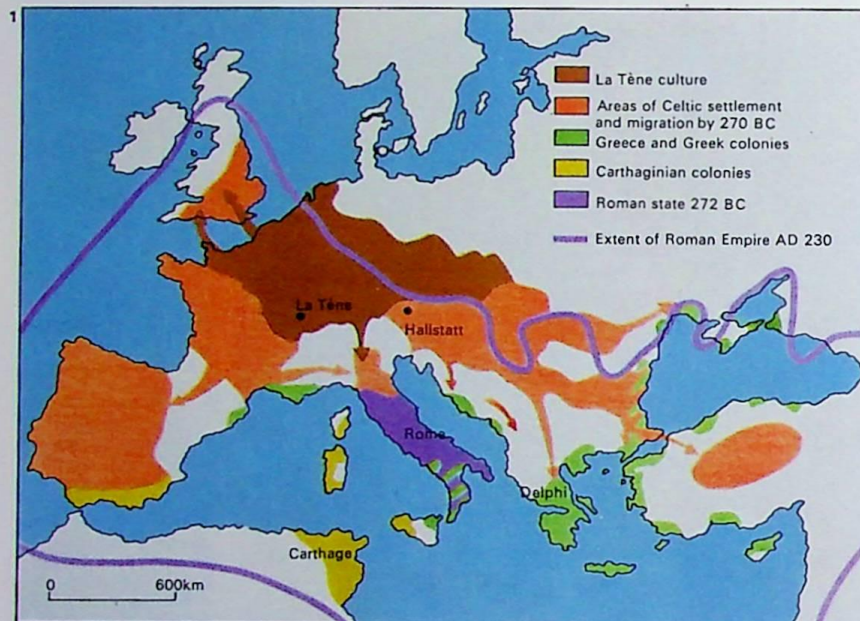 1
La Tène culture
Areas of Celtic settlement
and migration by 270 BC
Greece and Greek colonies
Carthaginian colonies
Roman state 272 BC
Extent of Roman Empire AD 230
La Tène
Hallstatt
Rome
Delphi
Carthage
0 600km